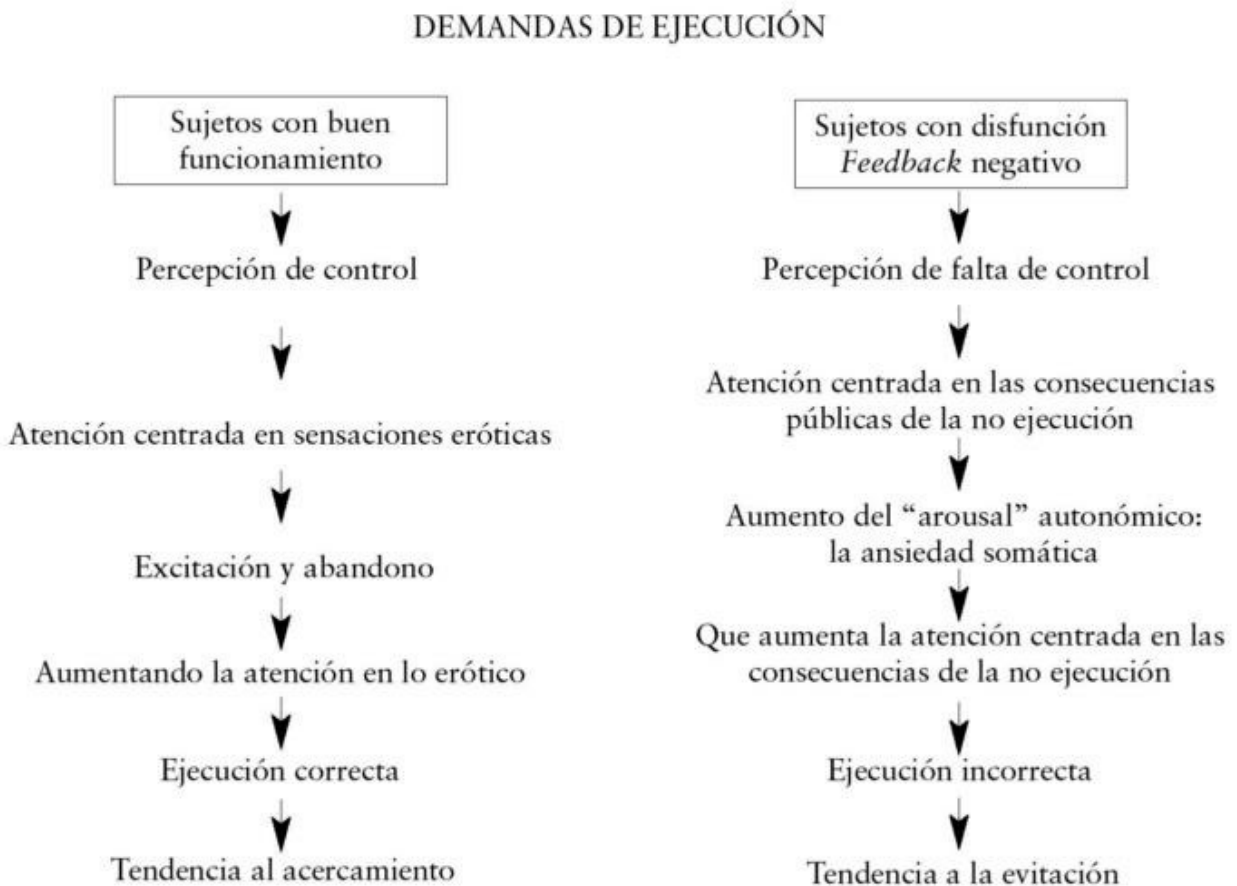 DEMANDAS DE EJECUCIÓN
Sujetos con buen
funcionamiento
Percepción de control
Atención centrada en sensaciones eróticas
Excitación y abandono
Aumentando la atención en lo erótico
Ejecución correcta
Tendencia al acercamiento
Sujetos con disfunción
Feedback negativo
Percepción de falta de control
Atención centrada en las consecuencias
públicas de la no ejecución
Aumento del “arousal” autonómico:
la ansiedad somática
Que aumenta la atención centrada en las
consecuencias de la no ejecución
Ejecución incorrecta
Tendencia a la evitación